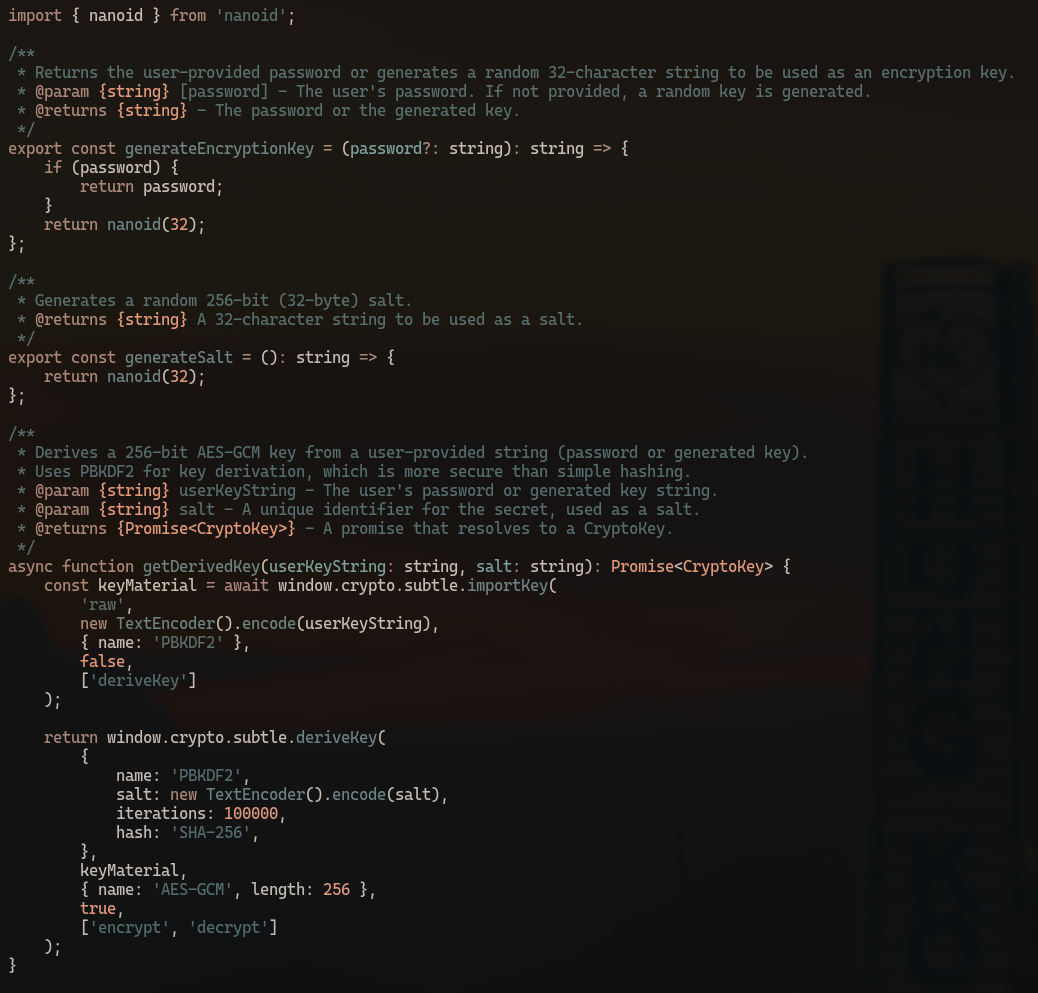 import { nanoid } from 'nanoid';

/**
 * Returns the user-provided password or generates a random 32-character string to be used as an encryption key.
 * @param {string} [password] - The user's password. If not provided, a random key is generated.
 * @returns {string} - The password or the generated key.
 */
export const generateEncryptionKey = (password?: string): string => {
    if (password) {
        return password;
    }
    return nanoid(32);
};

/**
 * Generates a random 256-bit (32-byte) salt.
 * @returns {string} A 32-character string to be used as a salt.
 */
export const generateSalt = (): string => {
    return nanoid(32);
};

/**
 * Derives a 256-bit AES-GCM key from a user-provided string (password or generated key).
 * Uses PBKDF2 for key derivation, which is more secure than simple hashing.
 * @param {string} userKeyString - The user's password or generated key string.
 * @param {string} salt - A unique identifier for the secret, used as a salt.
 * @returns {Promise<CryptoKey>} - A promise that resolves to a CryptoKey.
 */
async function getDerivedKey(userKeyString: string, salt: string): Promise<CryptoKey> {
    const keyMaterial = await window.crypto.subtle.importKey(
        'raw',
        new TextEncoder().encode(userKeyString),
        { name: 'PBKDF2' },
        false,
        ['deriveKey']
    );

    return window.crypto.subtle.deriveKey(
        {
            name: 'PBKDF2',
            salt: new TextEncoder().encode(salt),
            iterations: 100000,
            hash: 'SHA-256',
        },
        keyMaterial,
        { name: 'AES-GCM', length: 256 },
        true,
        ['encrypt', 'decrypt']
    );
}